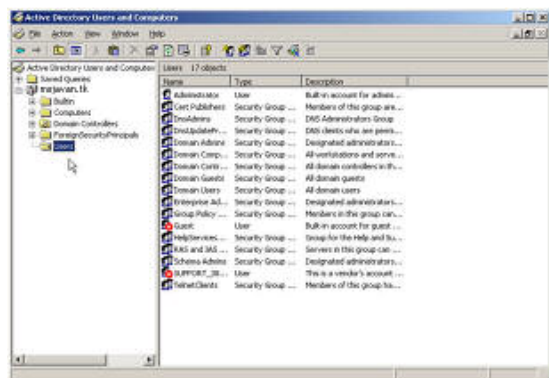 Active Directory Users and Computers
File Action View Window Help
Active Directory Users and Computers
Saved Queries
mrjavan.tk
Builtin
Computers
Domain Controllers
ForeignSecurityPrincipals
Users
Users 17 objects
Name Type Description
Administrator User Built-in account for admini...
Cert Publishers Security Group ... Members of this group are...
DnsAdmins Security Group ... DNS Administrators Group
DnsUpdatePr... Security Group ... DNS clients who are permi...
Domain Admins Security Group ... Designated administrators...
Domain Comp... Security Group ... All workstations and serve...
Domain Contr... Security Group ... All domain controllers in th...
Domain Guests Security Group ... All domain guests
Domain Users Security Group ... All domain users
Enterprise Ad... Security Group ... Designated administrators...
Group Policy ... Security Group ... Members in this group can...
Guest User Built-in account for guest ...
HelpServices... Security Group ... Group for the Help and Su...
RAS and IAS ... Security Group ... Servers in this group can ...
Schema Admins Security Group ... Designated administrators...
SUPPORT_38... User This is a vendor's account ...
TelnetClients Security Group ... Members of this group ha...